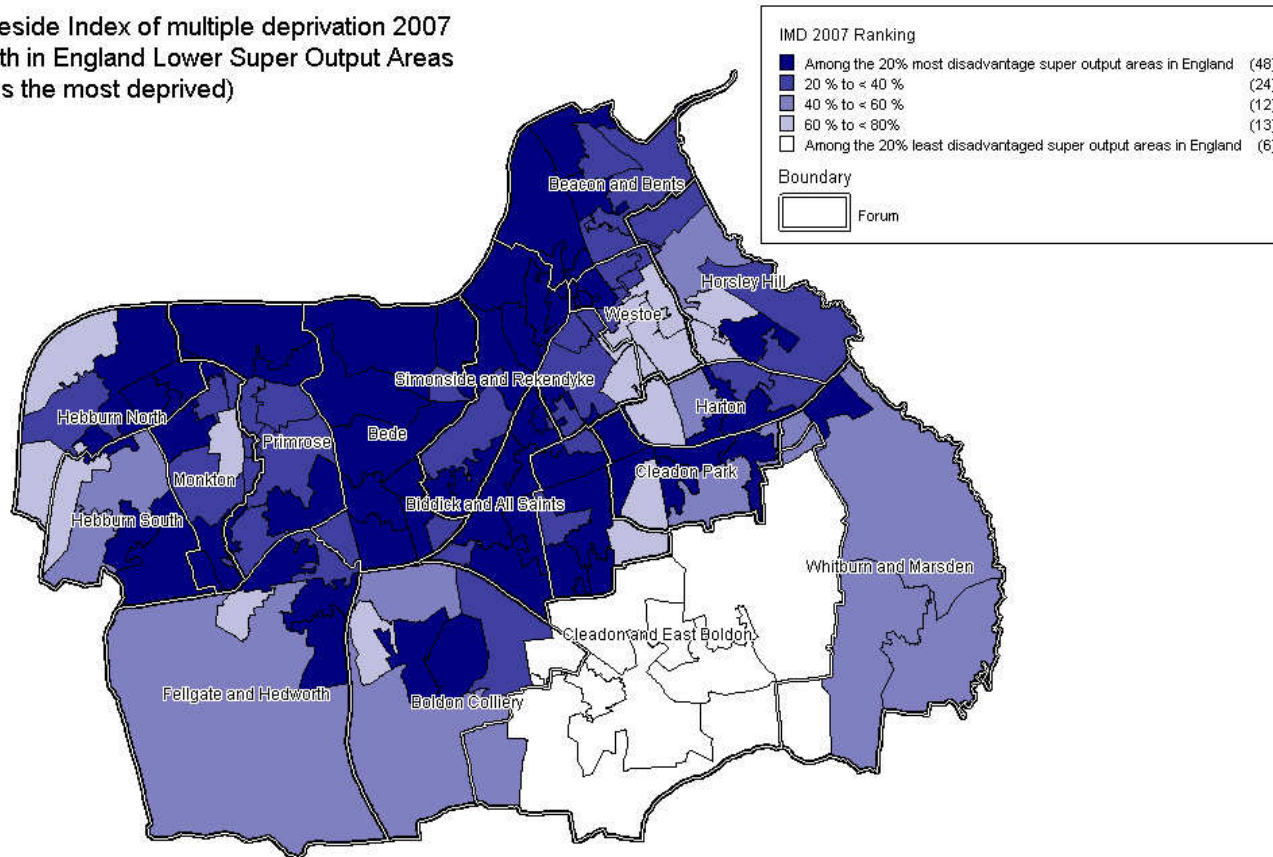 eside Index of multiple deprivation 2007
th in England Lower Super Output Areas
s the most deprived)
IMD 2007 Ranking
Among the 20% most disadvantage super output areas in England (48)
20 % to < 40 % (24)
40 % to < 60 % (12)
60 % to < 80% (13)
Among the 20% least disadvantaged super output areas in England (6)
Boundary
Forum
Beacon and Bents
Horsley Hill
Westoe
Simonside and Rekendyke
Harton
Hebburn North
Primrose
Bede
Cleadon Park
Monkton
Biddick and All Saints
Hebburn South
Whitburn and Marsden
Cleadon and East Boldon
Fellgate and Hedworth
Boldon Colliery